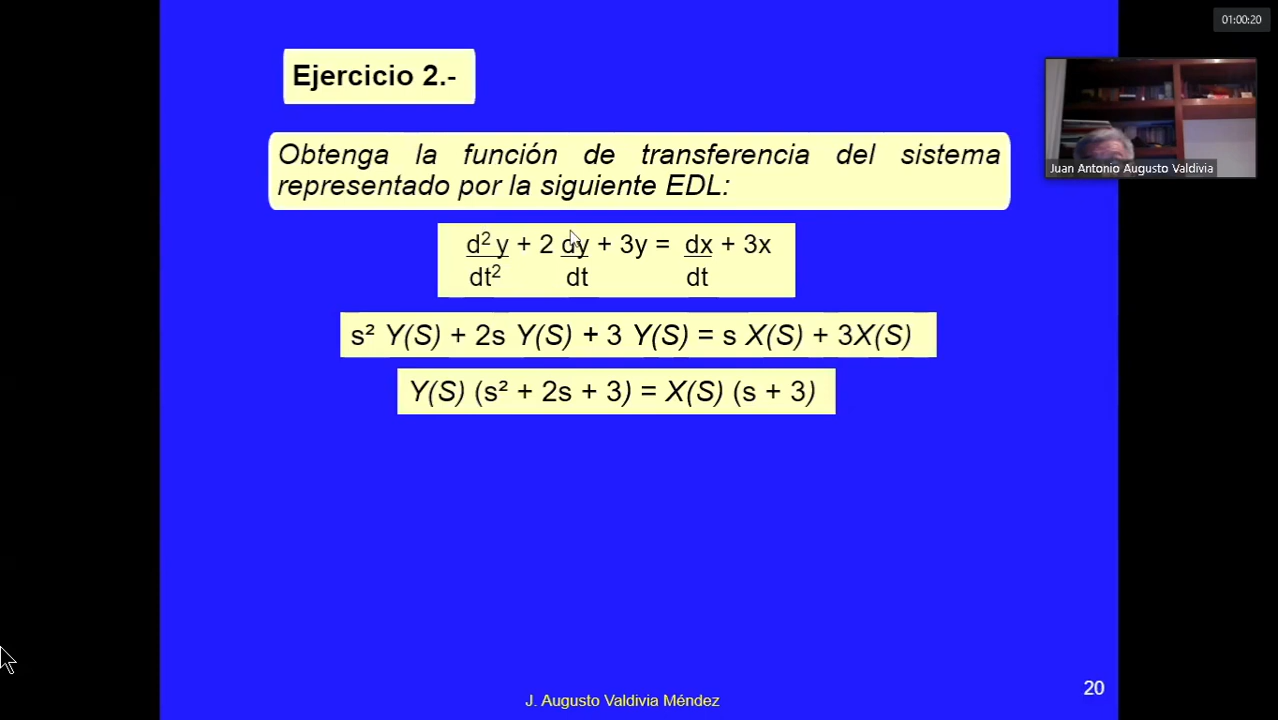 01:00:20
Ejercicio 2.-
Juan Antonio Augusto Valdivia
Obtenga la función de transferencia del sistema
representado por la siguiente EDL:
d² y + 2 dy + 3y = dx + 3x
dt² dt dt
s² Y(S) + 2s Y(S) + 3 Y(S) = s X(S) + 3X(S)
Y(S) (s² + 2s + 3) = X(S) (s + 3)
J. Augusto Valdivia Méndez
20